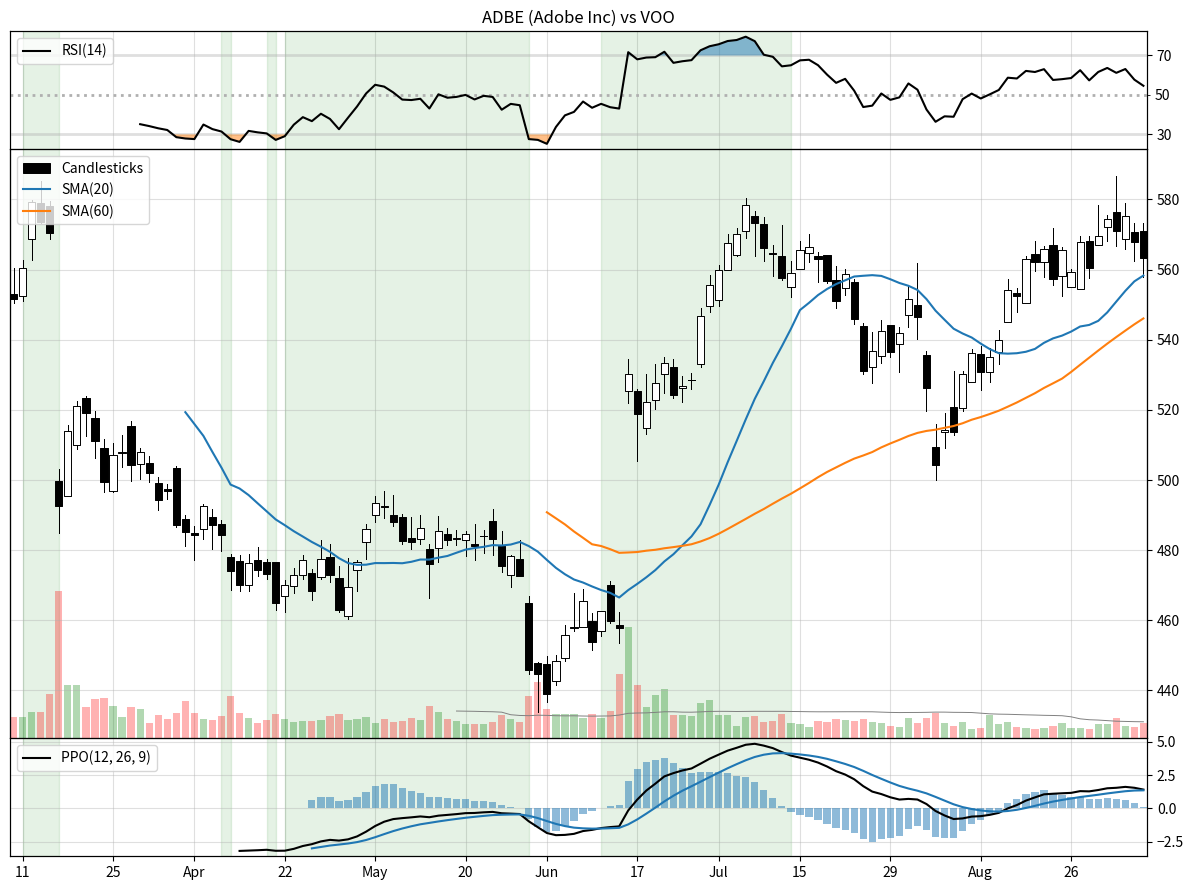 ADBE (Adobe Inc) vs VOO
RSI(14)
70
50
30
Candlesticks
SMA(20)
SMA(60)
580
560
540
520
500
480
460
440
PPO(12, 26, 9)
5.0
2.5
0.0
−2.5
11 25 Apr 22 May 20 Jun 17 Jul 15 29 Aug 26